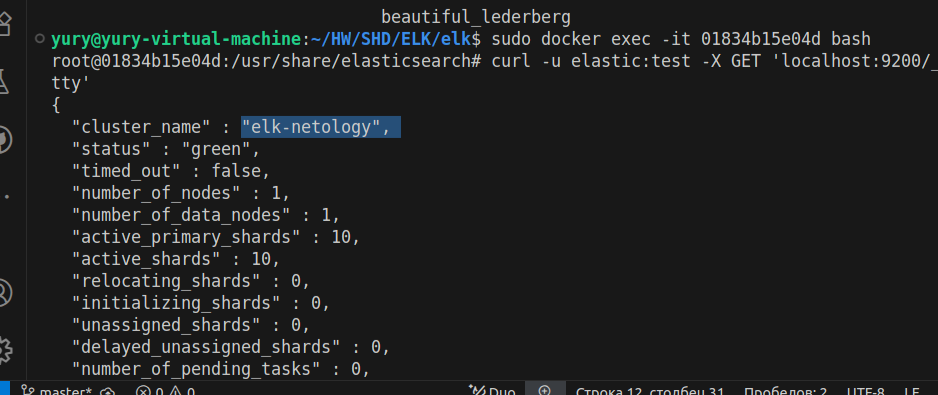 beautiful_lederberg
yury@yury-virtual-machine:~/HW/SHD/ELK/elk$ sudo docker exec -it 01834b15e04d bash
root@01834b15e04d:/usr/share/elasticsearch# curl -u elastic:test -X GET 'localhost:9200/_
tty'
{
"cluster_name" : "elk-netology",
"status" : "green",
"timed_out" : false,
"number_of_nodes" : 1,
"number_of_data_nodes" : 1,
"active_primary_shards" : 10,
"active_shards" : 10,
"relocating_shards" : 0,
"initializing_shards" : 0,
"unassigned_shards" : 0,
"delayed_unassigned_shards" : 0,
"number_of_pending_tasks" : 0,
master* 0 0 Duo Строка 12, столбец 31 Пробелов: 2 UTF-8 LF